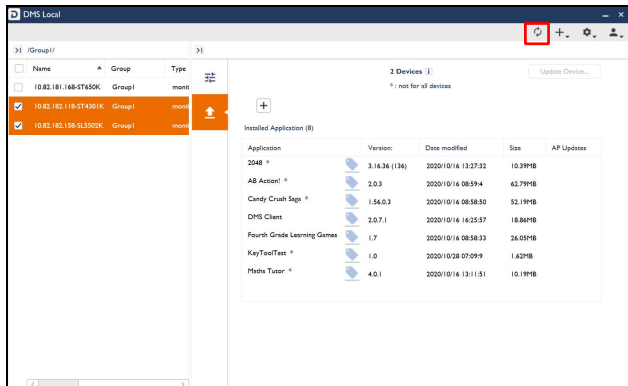 D DMS Local
/Group1/
Name Group Type
10.82.181.168-ST650K Group1 monit
10.82.182.118-ST4301K Group1 monit
10.82.182.158-SL5502K Group1 monit
2 Devices i
Update Device...
* : not for all devices
Installed Application (8)
Application Version: Date modified Size AP Updates
2048 * 3.16.36 (136) 2020/10/16 13:27:32 10.39MB
AB Action! * 2.0.3 2020/10/16 08:59:4 62.79MB
Candy Crush Saga * 1.56.0.3 2020/10/16 08:58:50 52.19MB
DMS Client 2.0.7.1 2020/10/16 16:25:57 18.86MB
Fourth Grade Learning Games 1.7 2020/10/16 08:58:33 26.05MB
KeyToolTest * 1.0 2020/10/28 07:09:9 1.62MB
Maths Tutor * 4.0.1 2020/10/16 13:11:51 10.19MB